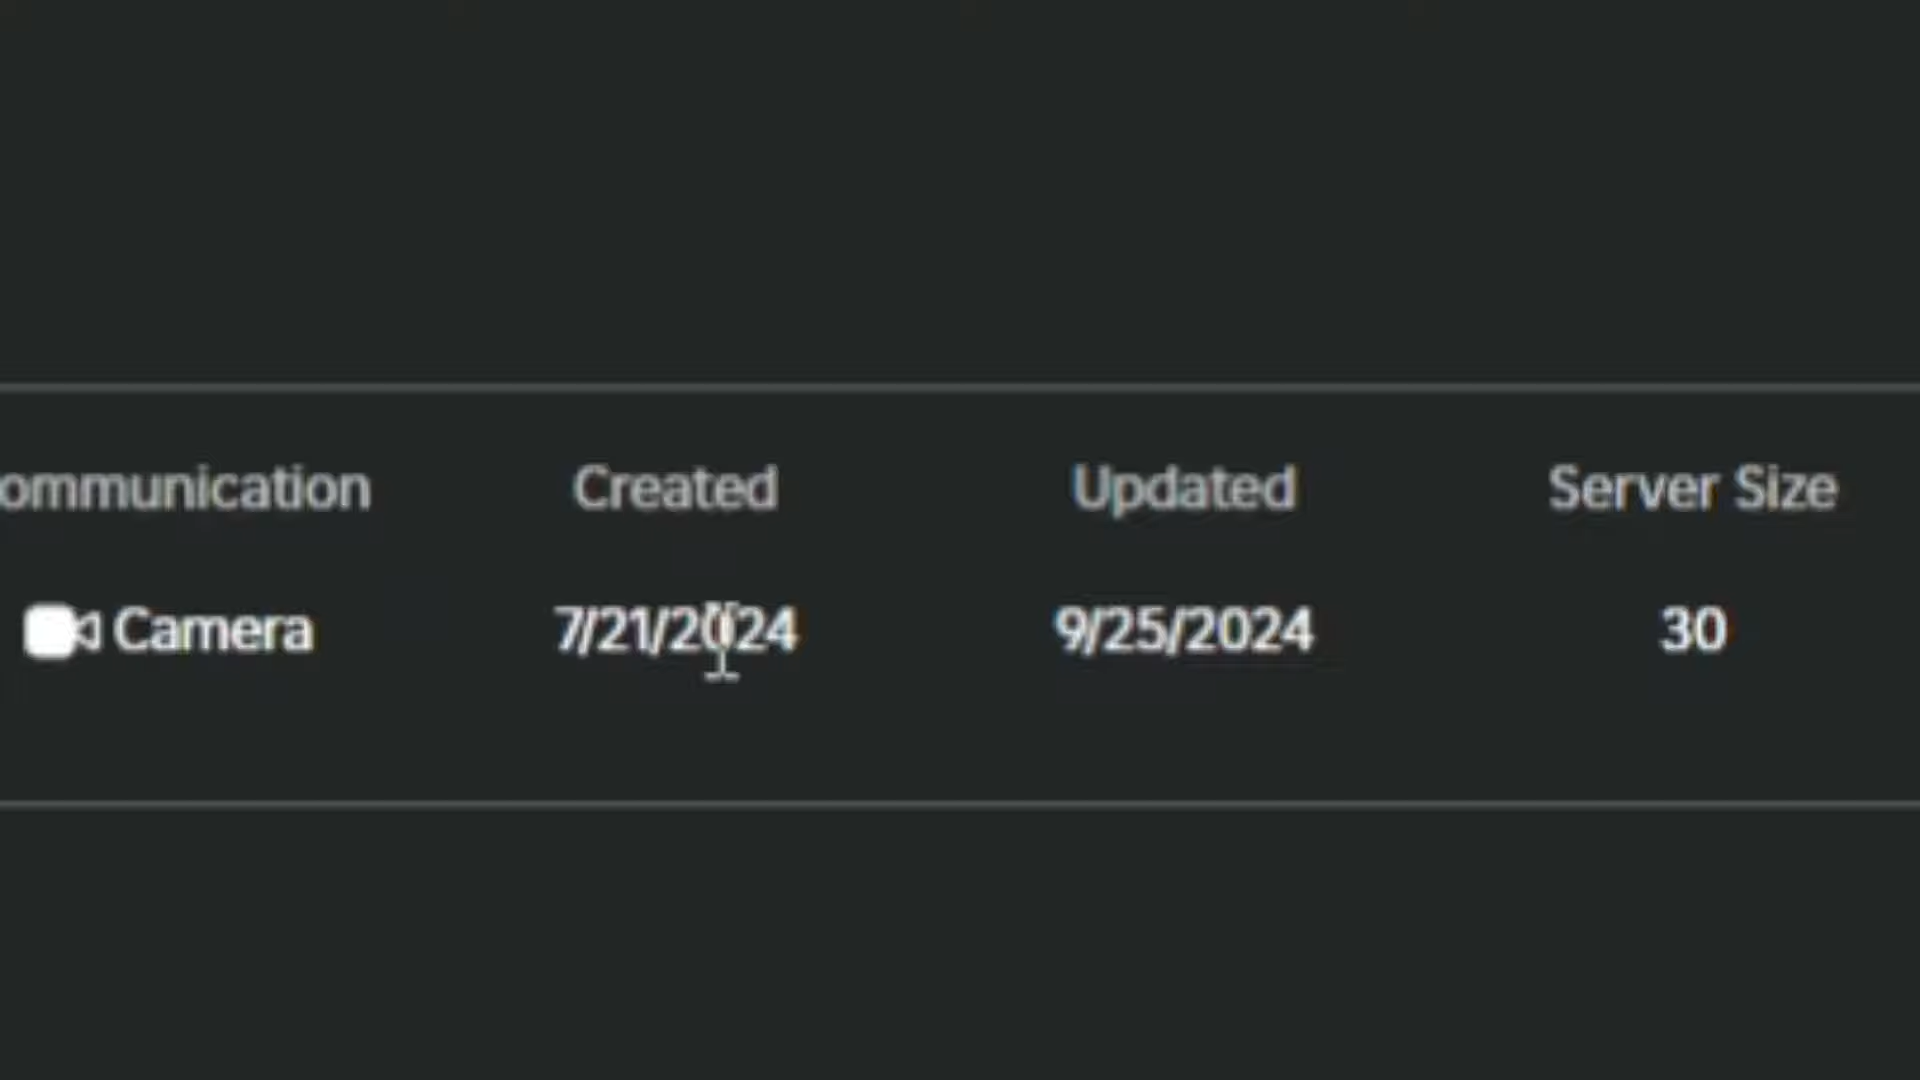 ommunication Created Updated Server Size
Camera 7/21/2024 9/25/2024 30